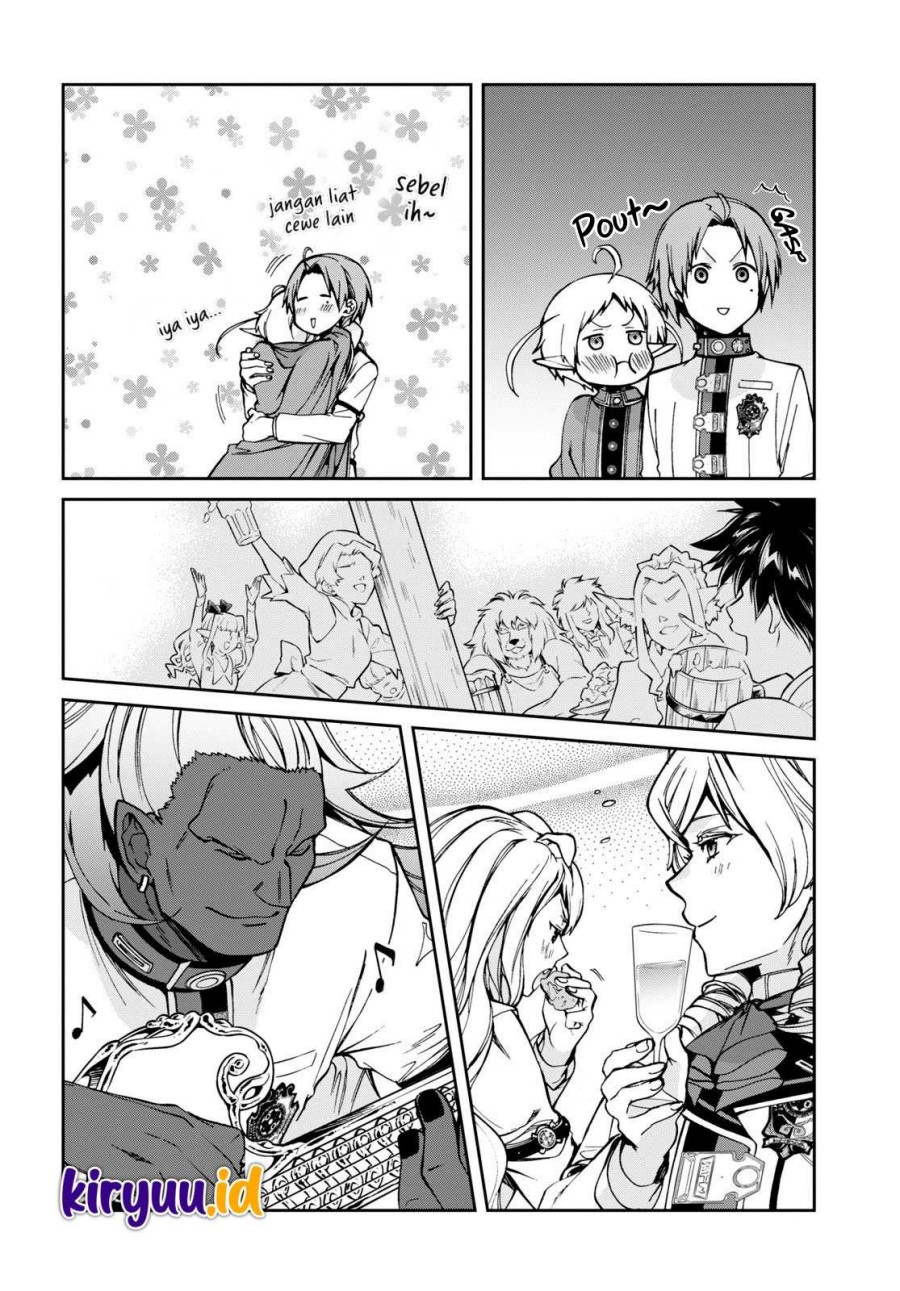 Pout~
GASP
sebel
ih~
jangan liat
cewe lain
iya iya...
kiryuu.id